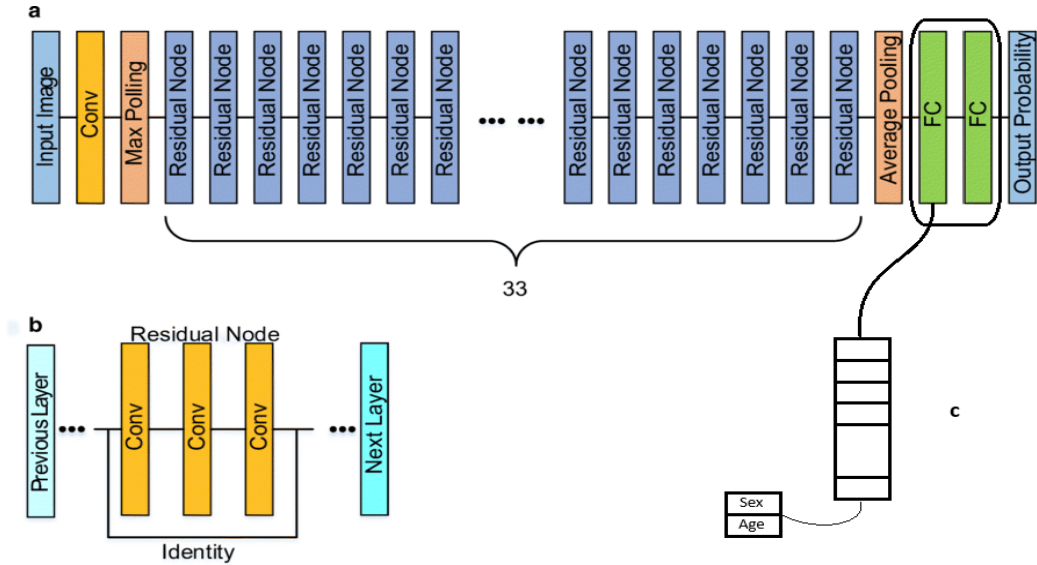 a
Input Image
Conv
Max Polling
Residual Node
Residual Node
Residual Node
Residual Node
Residual Node
Residual Node
Residual Node
... ...
Residual Node
Residual Node
Residual Node
Residual Node
Residual Node
Residual Node
Residual Node
Average Pooling
FC
FC
Output Probability
33
b
Residual Node
Previous Layer
...
Conv
Conv
Conv
...
Next Layer
Identity
c
Sex
Age